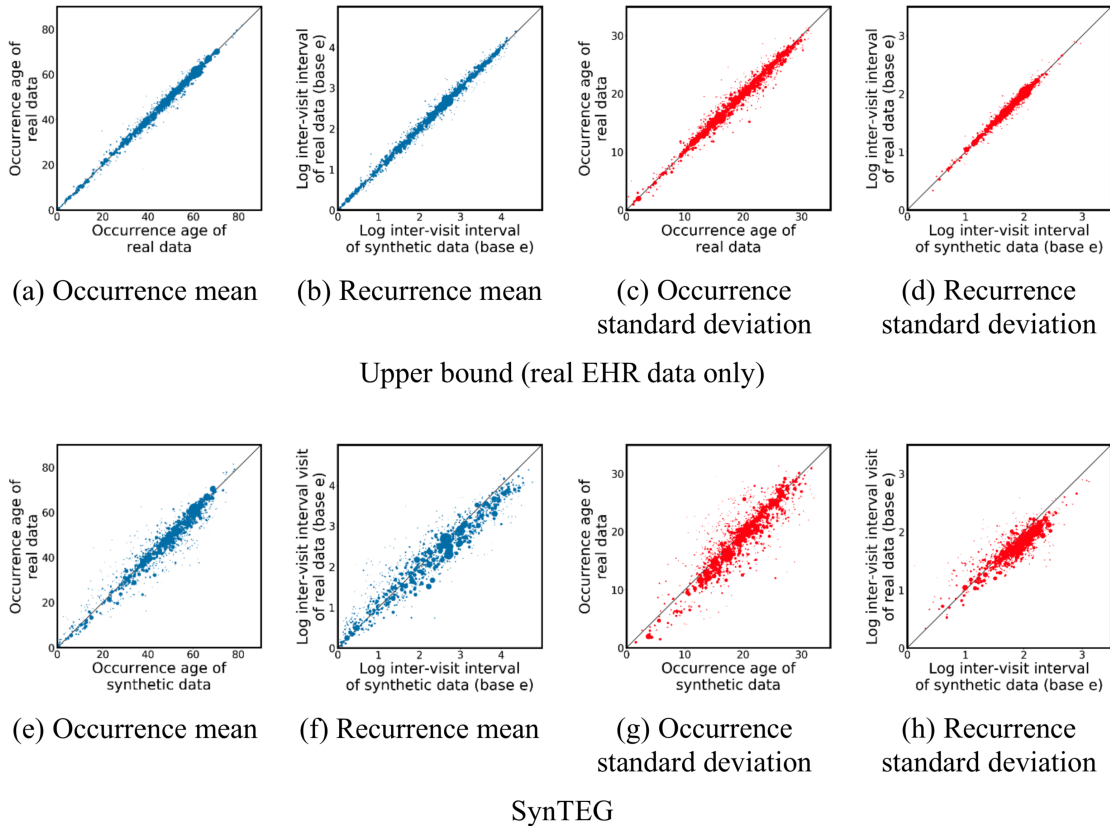 Occurrence age of
real data
80
60
40
20
0
0 20 40 60 80
Occurrence age of
real data
(a) Occurrence mean
Log inter-visit interval
of real data (base e)
4
3
2
1
0
0 1 2 3 4
Log inter-visit interval
of synthetic data (base e)
(b) Recurrence mean
Occurrence age of
real data
30
20
10
0
0 10 20 30
Occurrence age of
real data
(c) Occurrence
standard deviation
Log inter-visit interval
of real data (base e)
3
2
1
0
0 1 2 3
Log inter-visit interval
of synthetic data (base e)
(d) Recurrence
standard deviation
Upper bound (real EHR data only)
Occurrence age of
real data
80
60
40
20
0
0 20 40 60 80
Occurrence age of
synthetic data
(e) Occurrence mean
Log inter-visit interval visit
of real data (base e)
4
3
2
1
0
0 1 2 3 4
Log inter-visit interval
of synthetic data (base e)
(f) Recurrence mean
Occurrence age of
real data
30
20
10
0
0 10 20 30
Occurrence age of
synthetic data
(g) Occurrence
standard deviation
Log inter-visit interval visit
of real data (base e)
3
2
1
0
0 1 2 3
Log inter-visit interval
of synthetic data (base e)
(h) Recurrence
standard deviation
SynTEG